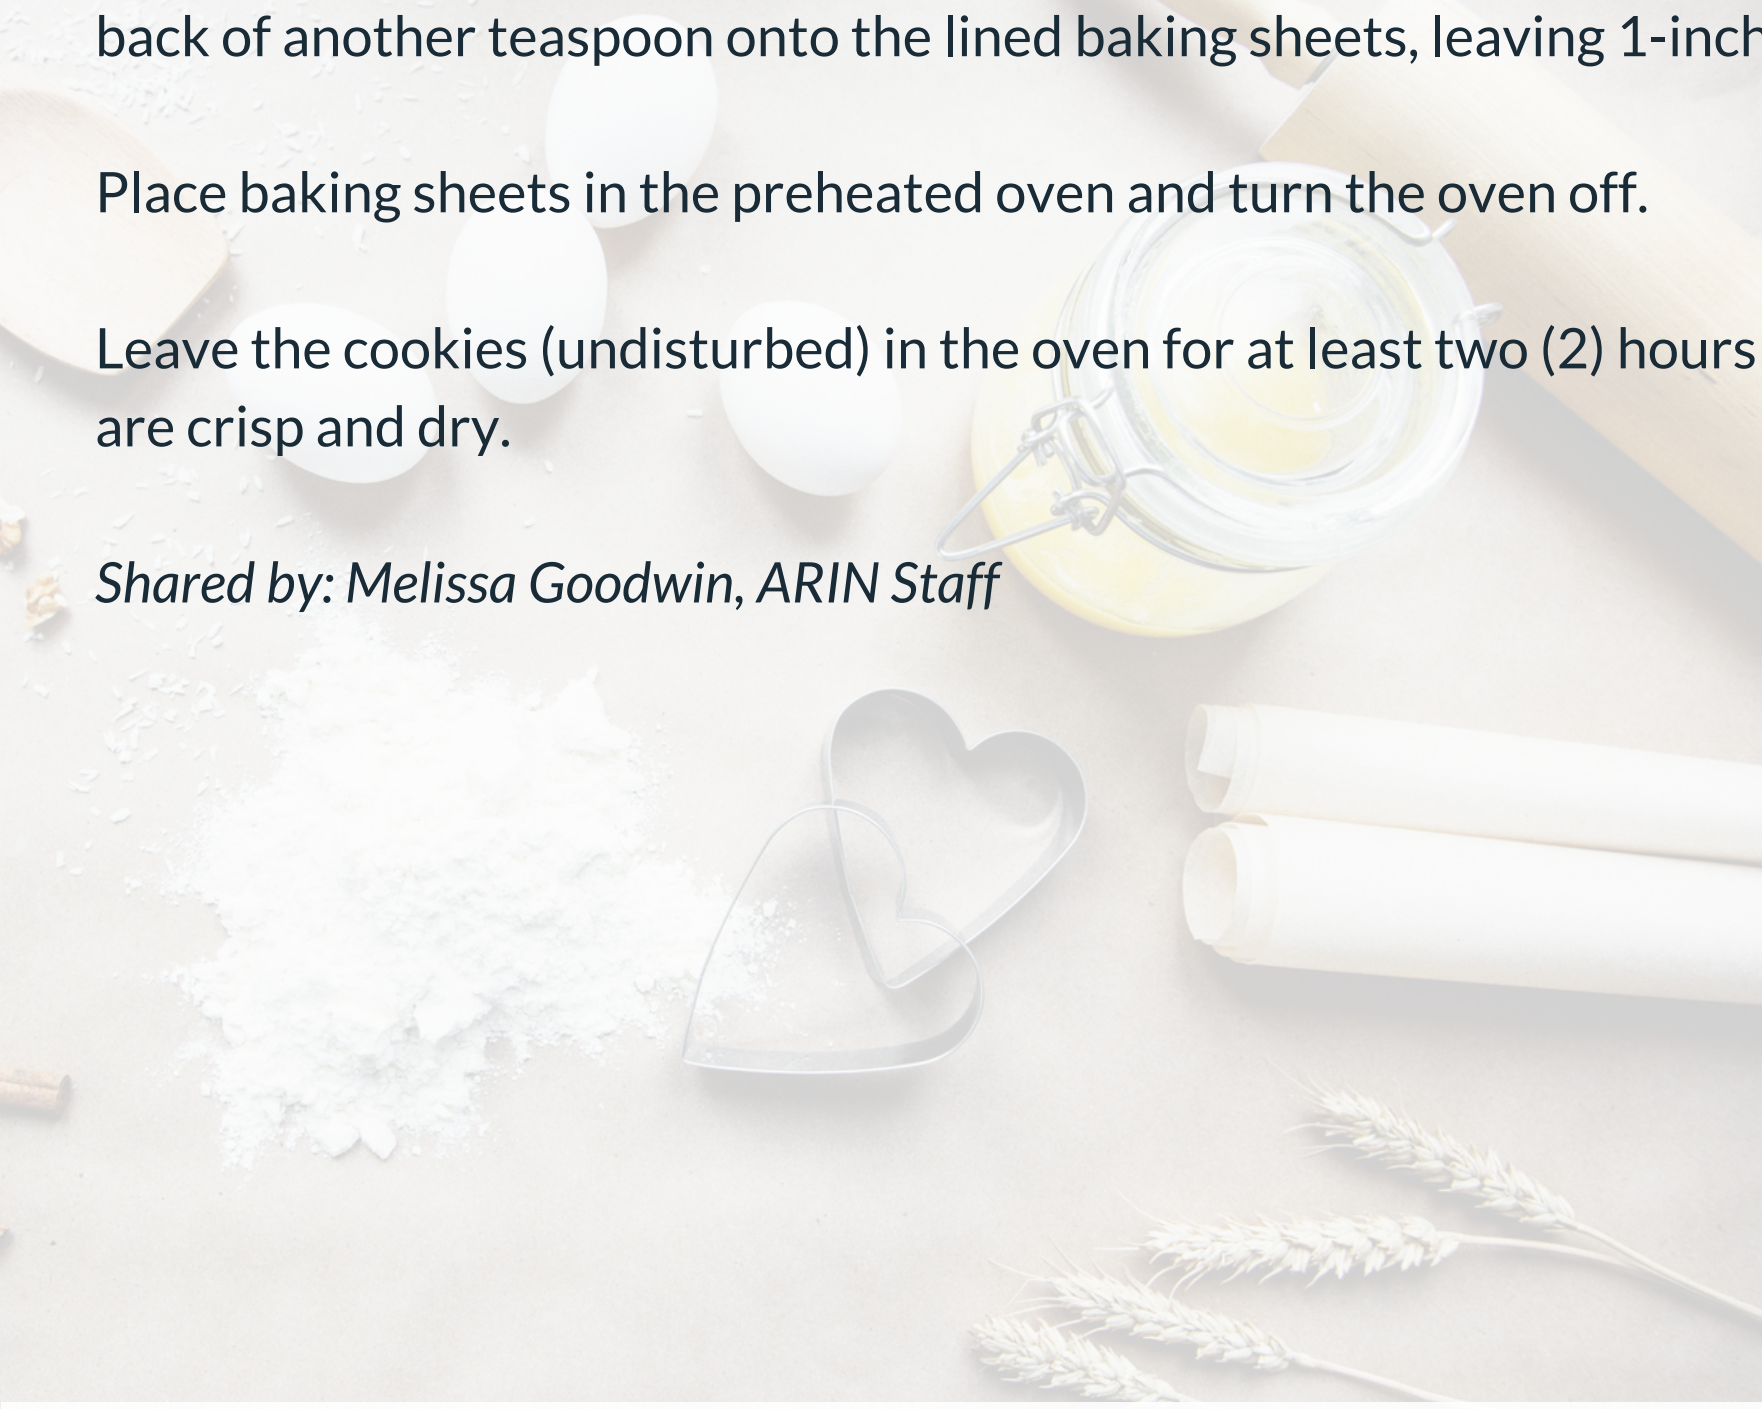 back of another teaspoon onto the lined baking sheets, leaving 1-inch
Place baking sheets in the preheated oven and turn the oven off.
Leave the cookies (undisturbed) in the oven for at least two (2) hours
are crisp and dry.
Shared by: Melissa Goodwin, ARIN Staff